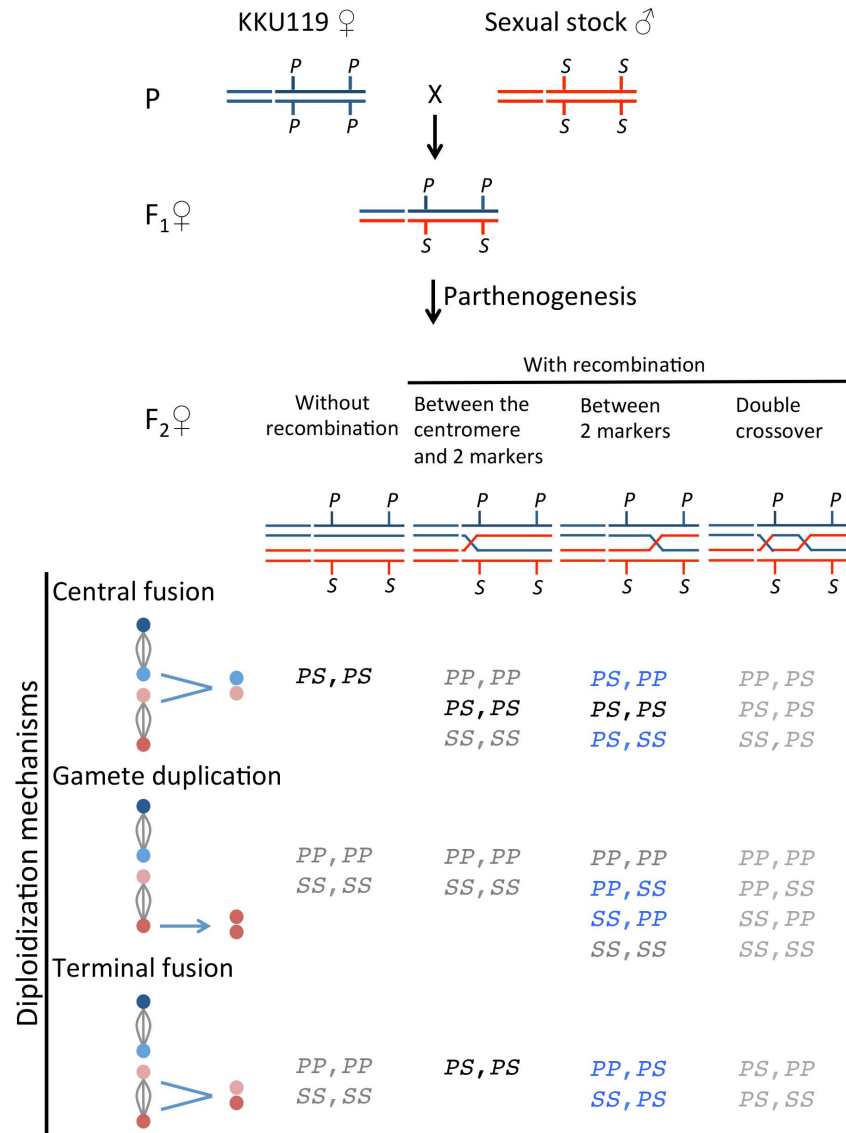 KKU119 ♀ Sexual stock ♂
P P S S
P X
P P S S
P P
F1♀
S S
Parthenogenesis
With recombination
F2♀
Without recombination
Between the centromere and 2 markers
Between 2 markers
Double crossover
P P P P P P P P
S S S S S S S S
Diploidization mechanisms
Central fusion
PS,PS PP,PP PS,PP PP,PS
PS,PS PS,PS PS,PS
SS,SS PS,SS SS,PS
Gamete duplication
PP,PP PP,PP PP,PP PP,PP
SS,SS SS,SS PP,SS PP,SS
SS,PP SS,PP
SS,SS SS,SS
Terminal fusion
PP,PP PS,PS PP,PS PS,PP
SS,SS SS,PS PS,SS